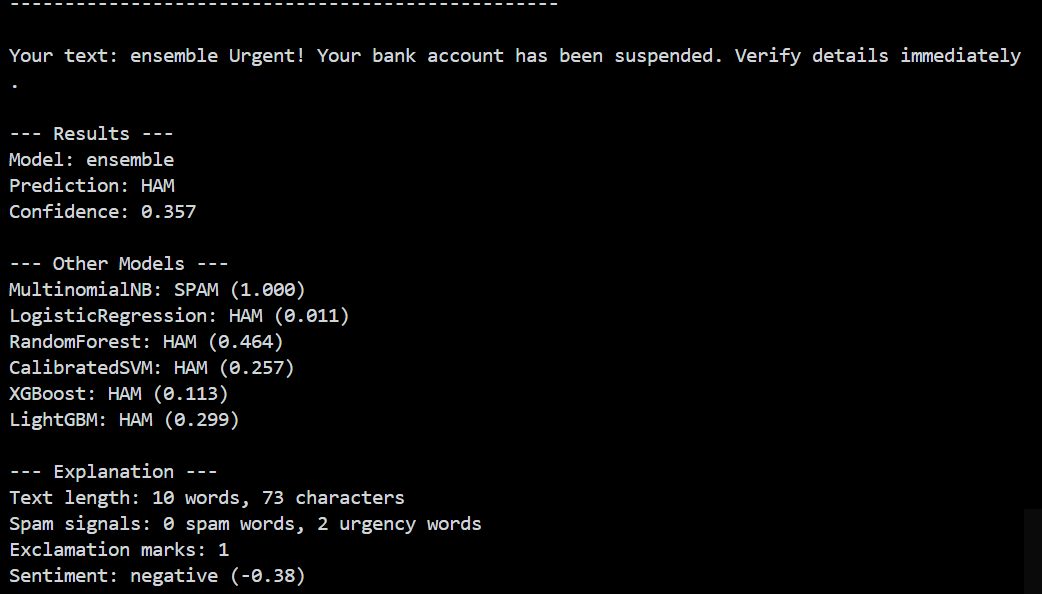 --------------------------------------------------
Your text: ensemble Urgent! Your bank account has been suspended. Verify details immediately
.
--- Results ---
Model: ensemble
Prediction: HAM
Confidence: 0.357
--- Other Models ---
MultinomialNB: SPAM (1.000)
LogisticRegression: HAM (0.011)
RandomForest: HAM (0.464)
CalibratedSVM: HAM (0.257)
XGBoost: HAM (0.113)
LightGBM: HAM (0.299)
--- Explanation ---
Text length: 10 words, 73 characters
Spam signals: 0 spam words, 2 urgency words
Exclamation marks: 1
Sentiment: negative (-0.38)